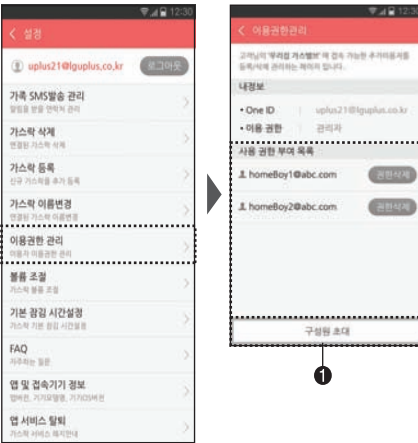 12:30
< 설정
uplus21@lguplus.co.kr 로그아웃
가족 SMS발송 관리
알림을 받을 연락처 관리
가스락 삭제
연결된 가스락 삭제
가스락 등록
신규 가스락을 추가 등록
가스락 이름변경
연결된 가스락 이름변경
이용권한 관리
이용자 이용권한 관리
볼륨 조절
가스락 볼륨 조절
기본 잠김 시간설정
가스락 기본 잠김 시간설정
FAQ
자주하는 질문
앱 및 접속기기 정보
앱버전, 기기모델명, 기기OS버전
앱 서비스 탈퇴
가스락 서비스 해지안내
12:30
< 이용권한관리
고객님의 '우리집 가스밸브'에 접속 가능한 추가이용자를
등록/삭제 관리하는 페이지 입니다.
내정보
• One ID uplus21@lguplus.co.kr
• 이용 권한 관리자
사용 권한 부여 목록
homeBoy1@abc.com 권한삭제
homeBoy2@abc.com 권한삭제
구성원 초대
1